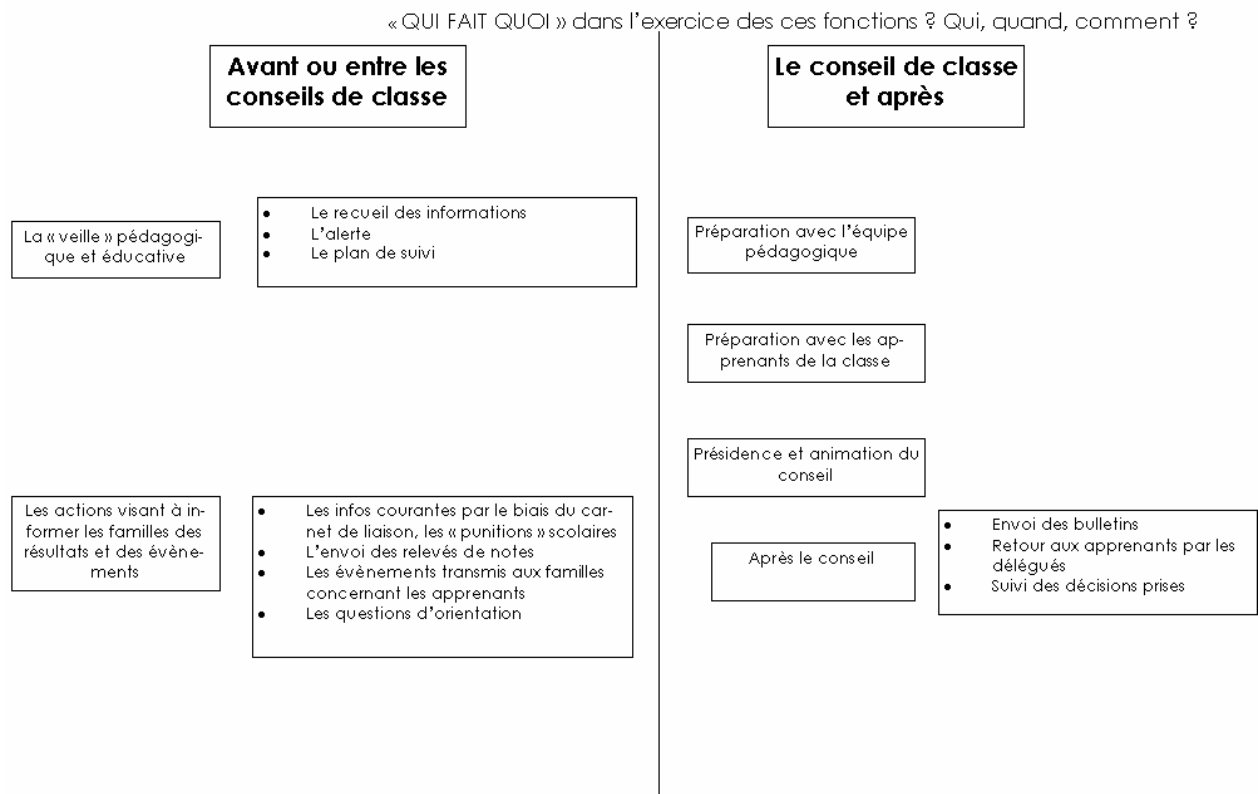 « QUI FAIT QUOI » dans l'exercice des ces fonctions ? Qui, quand, comment ?
Avant ou entre les
conseils de classe
La « veille » pédagogi-
que et éducative
• Le recueil des informations
• L'alerte
• Le plan de suivi
Les actions visant à in-
former les familles des
résultats et des évène-
ments
• Les infos courantes par le biais du car-
net de liaison, les « punitions » scolaires
• L'envoi des relevés de notes
• Les évènements transmis aux familles
concernant les apprenants
• Les questions d'orientation
Le conseil de classe
et après
Préparation avec l'équipe
pédagogique
Préparation avec les ap-
prenants de la classe
Présidence et animation du
conseil
Après le conseil
• Envoi des bulletins
• Retour aux apprenants par les
délégués
• Suivi des décisions prises